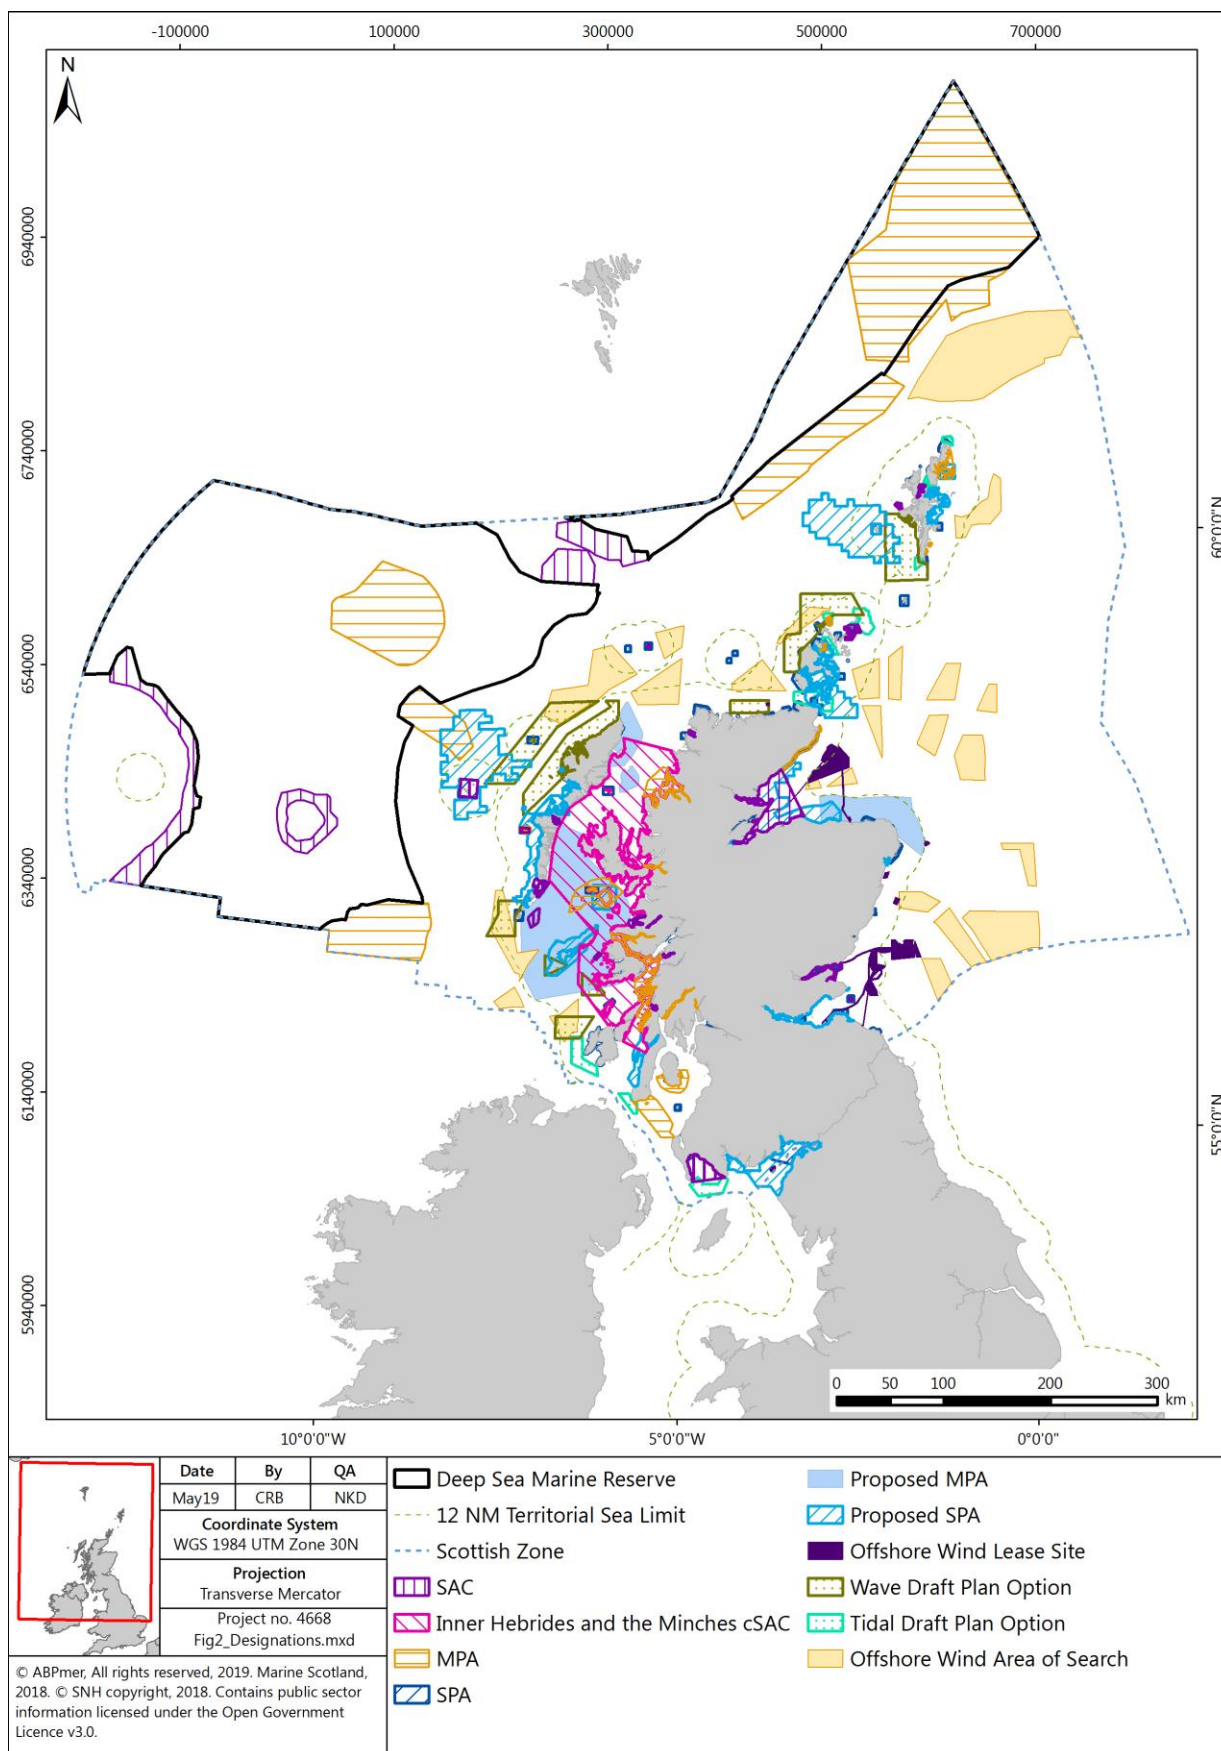 -100000 100000 300000 500000 700000
N
6940000
6740000
6540000
6340000
6140000
5940000
60°0'0"N
55°0'0"N
0 50 100 200 300
km
10°0'0"W 5°0'0"W 0°0'0"
Date By QA
May19 CRB NKD
Coordinate System
WGS 1984 UTM Zone 30N
Projection
Transverse Mercator
Project no. 4668
Fig2_Designations.mxd
© ABPmer, All rights reserved, 2019. Marine Scotland,
2018. © SNH copyright, 2018. Contains public sector
information licensed under the Open Government
Licence v3.0.
Deep Sea Marine Reserve
12 NM Territorial Sea Limit
Scottish Zone
SAC
Inner Hebrides and the Minches cSAC
MPA
SPA
Proposed MPA
Proposed SPA
Offshore Wind Lease Site
Wave Draft Plan Option
Tidal Draft Plan Option
Offshore Wind Area of Search